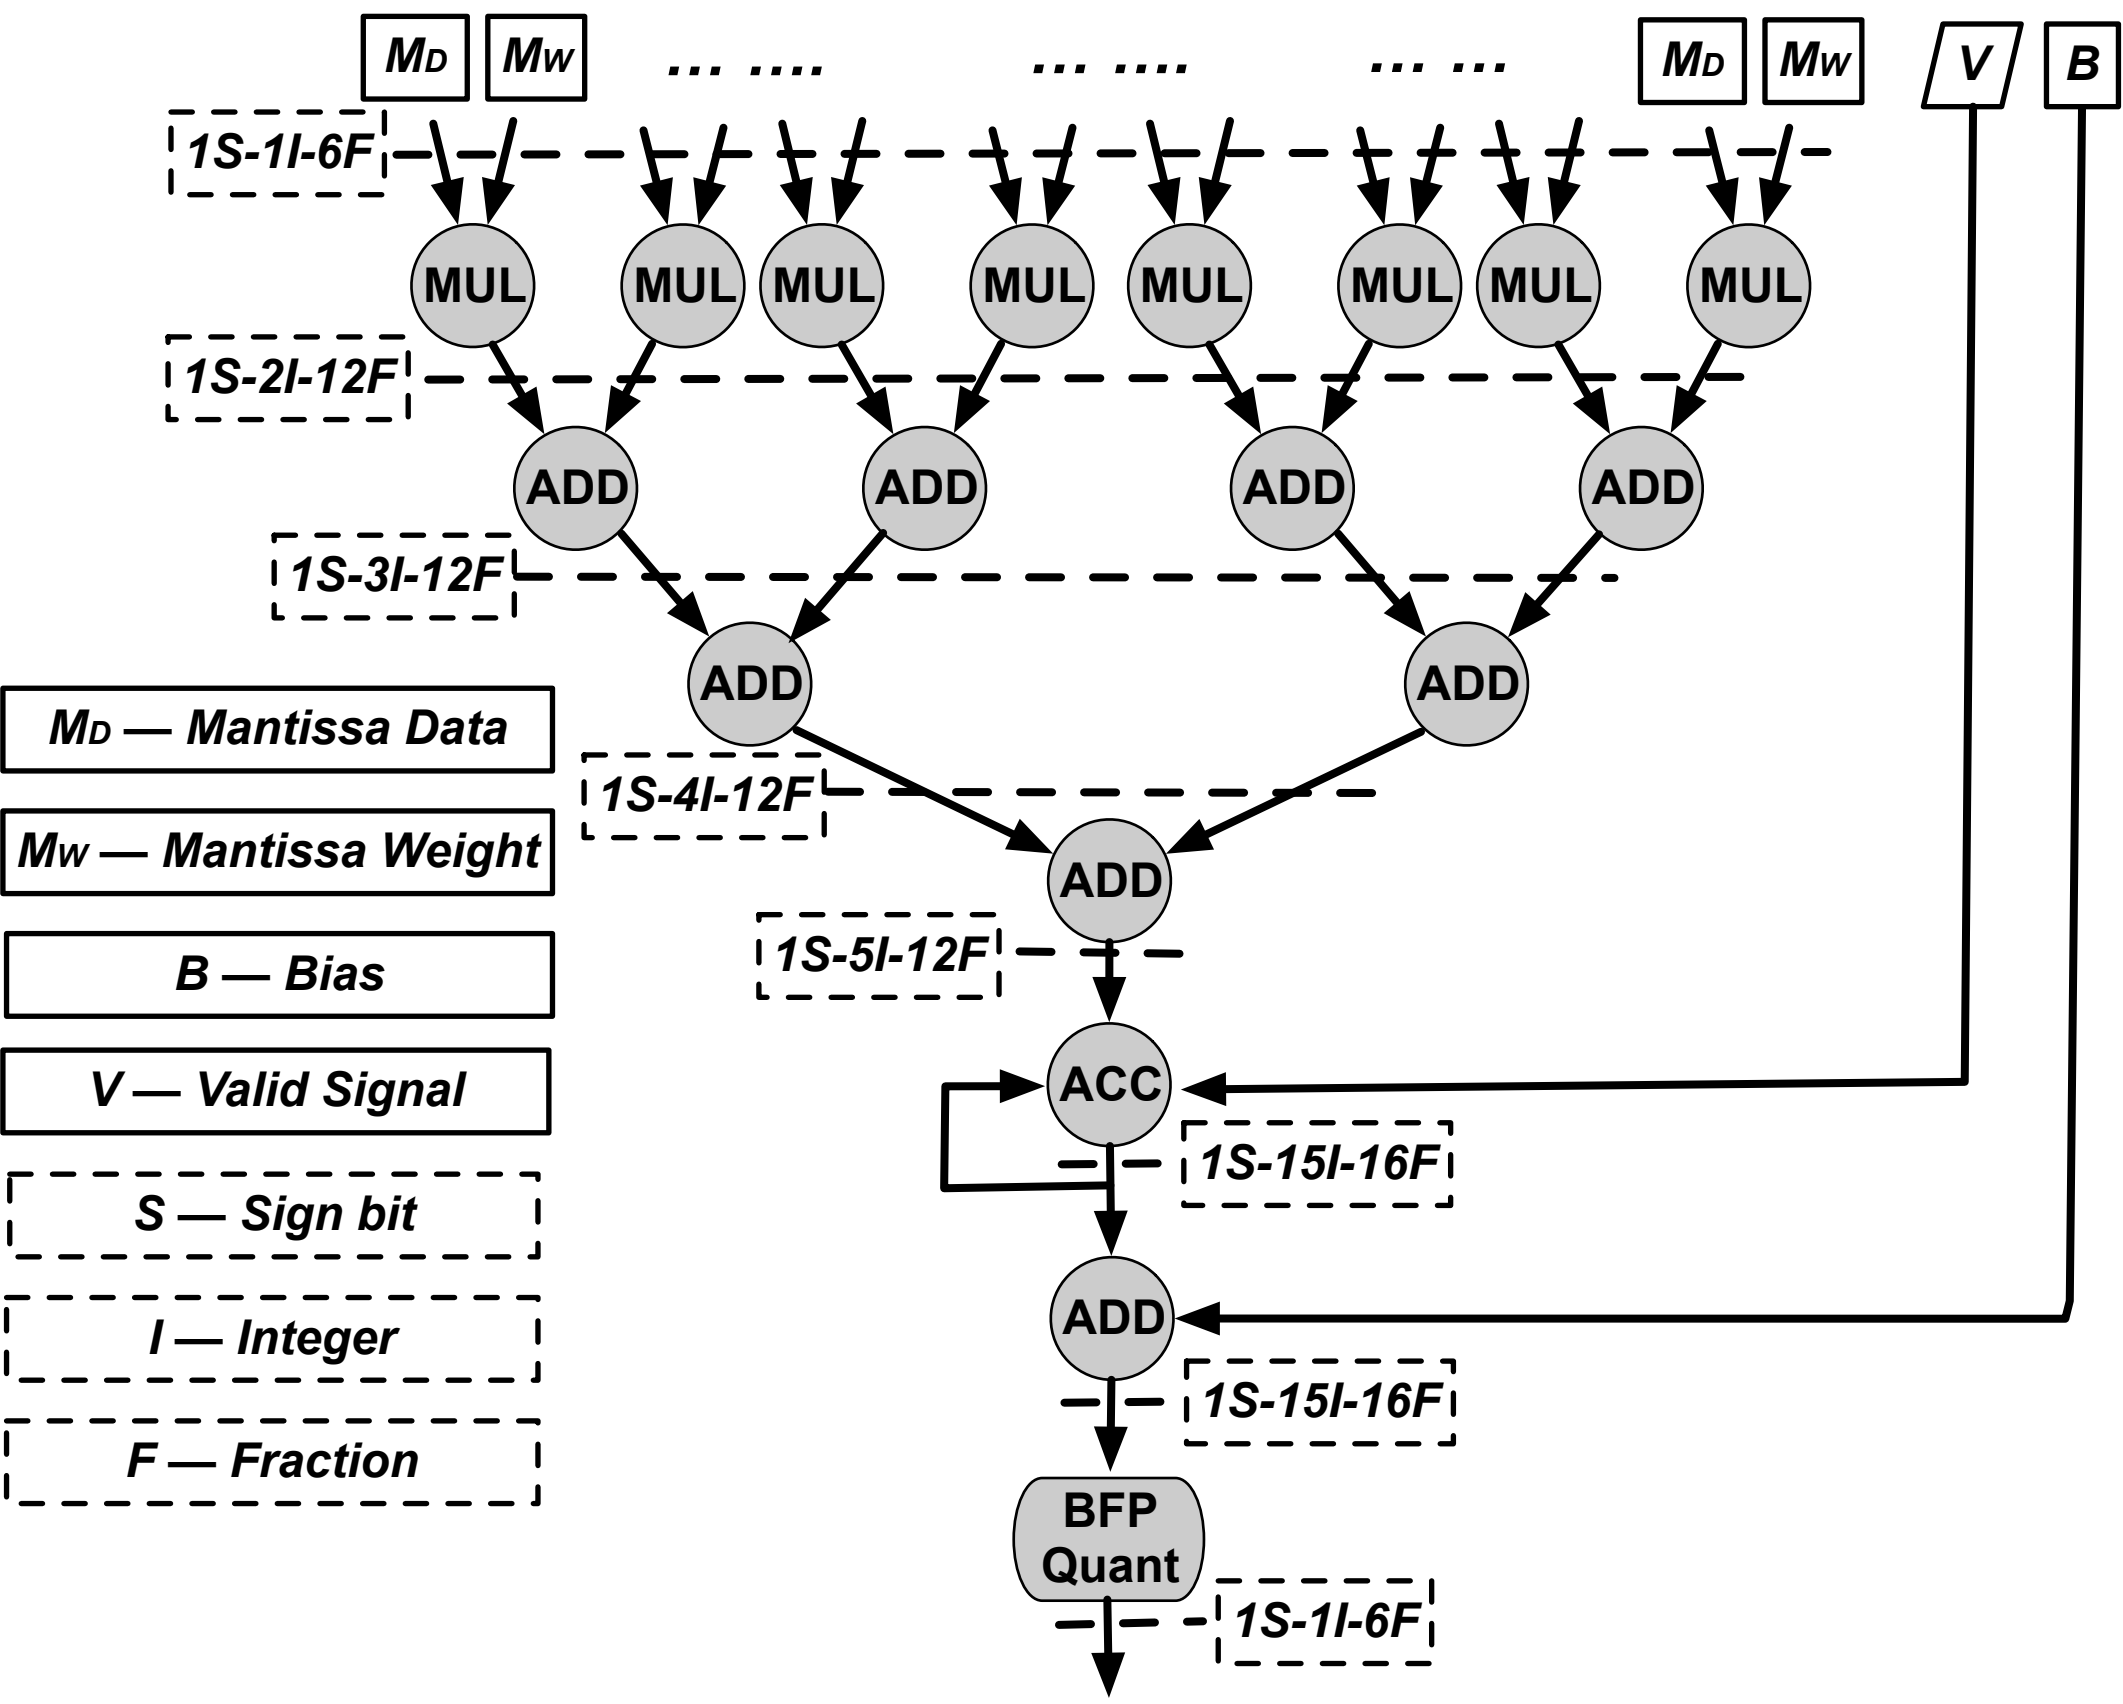 MD MW ... .... ... .... ... ... MD MW V B
1S-1I-6F
MUL MUL MUL MUL MUL MUL MUL MUL
1S-2I-12F
ADD ADD ADD ADD
1S-3I-12F
ADD ADD
MD — Mantissa Data
1S-4I-12F
MW — Mantissa Weight
ADD
1S-5I-12F
B — Bias
V — Valid Signal
ACC
1S-15I-16F
S — Sign bit
I — Integer
ADD
1S-15I-16F
F — Fraction
BFP
Quant
1S-1I-6F